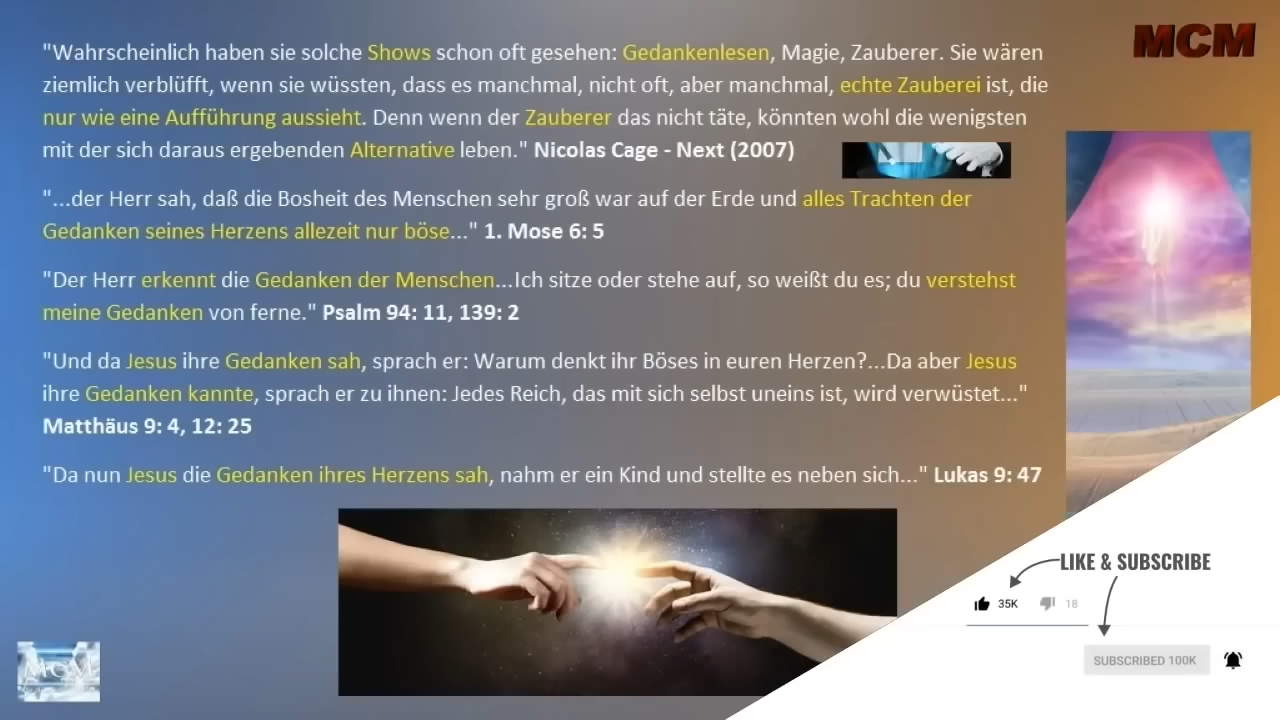 "Wahrscheinlich haben sie solche Shows schon oft gesehen: Gedankenlesen, Magie, Zauberer. Sie wären
ziemlich verblüfft, wenn sie wüssten, dass es manchmal, nicht oft, aber manchmal, echte Zauberei ist, die
nur wie eine Aufführung aussieht. Denn wenn der Zauberer das nicht täte, könnten wohl die wenigsten
mit der sich daraus ergebenden Alternative leben." Nicolas Cage - Next (2007)
"...der Herr sah, daß die Bosheit des Menschen sehr groß war auf der Erde und alles Trachten der
Gedanken seines Herzens allezeit nur böse..." 1. Mose 6: 5
"Der Herr erkennt die Gedanken der Menschen...Ich sitze oder stehe auf, so weißt du es; du verstehst
meine Gedanken von ferne." Psalm 94: 11, 139: 2
"Und da Jesus ihre Gedanken sah, sprach er: Warum denkt ihr Böses in euren Herzen?...Da aber Jesus
ihre Gedanken kannte, sprach er zu ihnen: Jedes Reich, das mit sich selbst uneins ist, wird verwüstet..."
Matthäus 9: 4, 12: 25
"Da nun Jesus die Gedanken ihres Herzens sah, nahm er ein Kind und stellte es neben sich..." Lukas 9: 47
MCM
LIKE & SUBSCRIBE
35K 18
SUBSCRIBED 100K
MCM